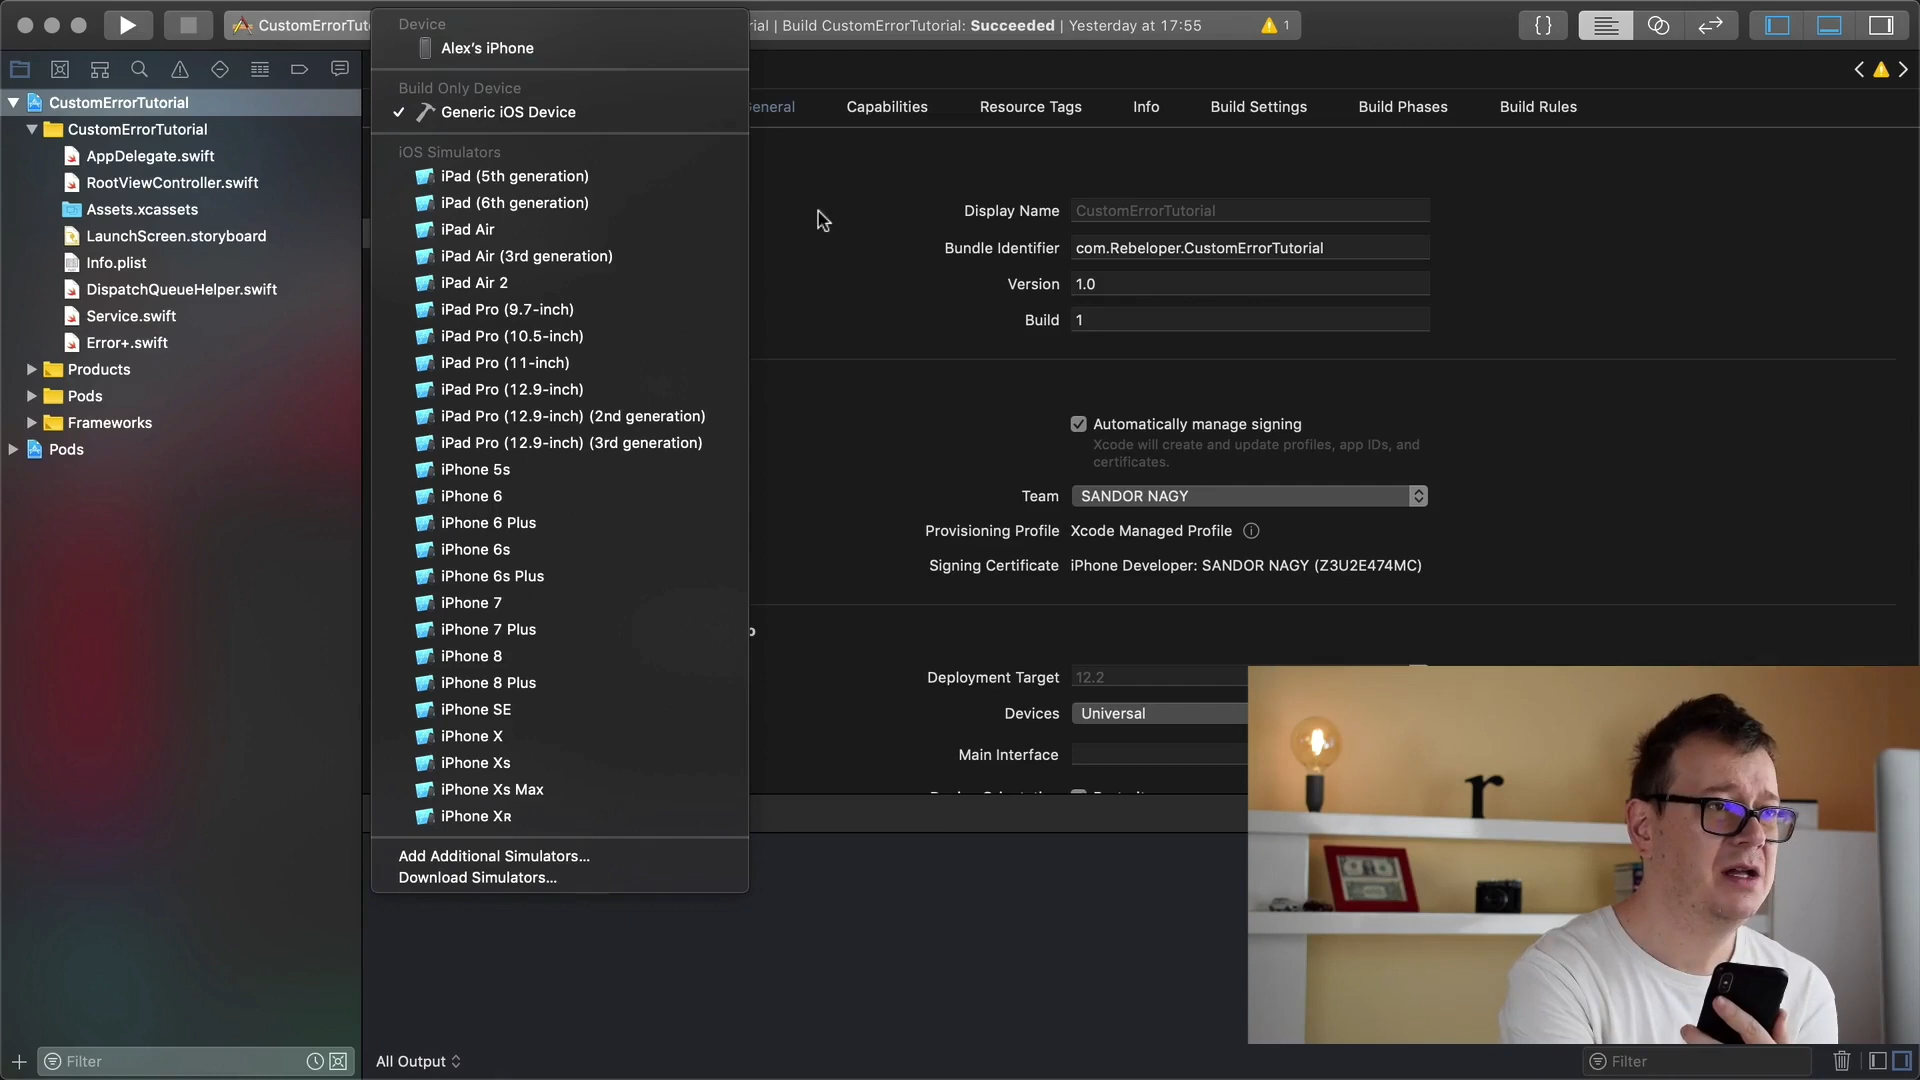 CustomErrorTut
ial | Build CustomErrorTutorial: Succeeded | Yesterday at 17:55
1
{ }
Device
Alex's iPhone
Build Only Device
✓ Generic iOS Device
iOS Simulators
iPad (5th generation)
iPad (6th generation)
iPad Air
iPad Air (3rd generation)
iPad Air 2
iPad Pro (9.7-inch)
iPad Pro (10.5-inch)
iPad Pro (11-inch)
iPad Pro (12.9-inch)
iPad Pro (12.9-inch) (2nd generation)
iPad Pro (12.9-inch) (3rd generation)
iPhone 5s
iPhone 6
iPhone 6 Plus
iPhone 6s
iPhone 6s Plus
iPhone 7
iPhone 7 Plus
iPhone 8
iPhone 8 Plus
iPhone SE
iPhone X
iPhone Xs
iPhone Xs Max
iPhone Xʀ
Add Additional Simulators...
Download Simulators...
CustomErrorTutorial
CustomErrorTutorial
AppDelegate.swift
RootViewController.swift
Assets.xcassets
LaunchScreen.storyboard
Info.plist
DispatchQueueHelper.swift
Service.swift
Error+.swift
Products
Pods
Frameworks
Pods
Filter
eneral Capabilities Resource Tags Info Build Settings Build Phases Build Rules
Display Name CustomErrorTutorial
Bundle Identifier com.Rebeloper.CustomErrorTutorial
Version 1.0
Build 1
Automatically manage signing
Xcode will create and update profiles, app IDs, and
certificates.
Team SANDOR NAGY
Provisioning Profile Xcode Managed Profile
Signing Certificate iPhone Developer: SANDOR NAGY (Z3U2E474MC)
o
Deployment Target 12.2
Devices Universal
Main Interface
r
All Output
Filter